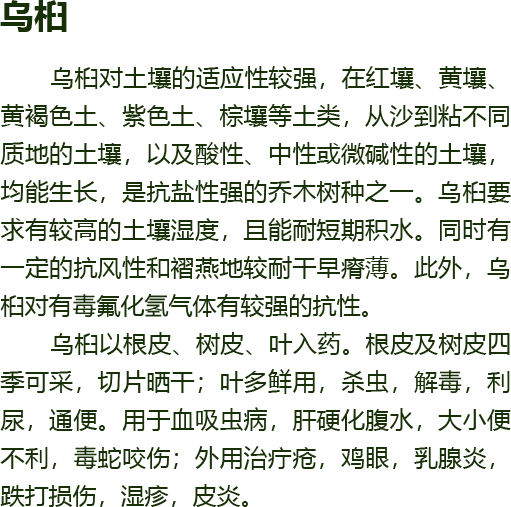 乌桕
乌桕对土壤的适应性较强，在红壤、黄壤、
黄褐色土、紫色土、棕壤等土类，从沙到粘不同
质地的土壤，以及酸性、中性或微碱性的土壤，
均能生长，是抗盐性强的乔木树种之一。乌桕要
求有较高的土壤湿度，且能耐短期积水。同时有
一定的抗风性和褶燕地较耐干早瘠薄。此外，乌
桕对有毒氟化氢气体有较强的抗性。
乌桕以根皮、树皮、叶入药。根皮及树皮四
季可采，切片晒干；叶多鲜用，杀虫，解毒，利
尿，通便。用于血吸虫病，肝硬化腹水，大小便
不利，毒蛇咬伤；外用治疔疮，鸡眼，乳腺炎，
跌打损伤，湿疹，皮炎。